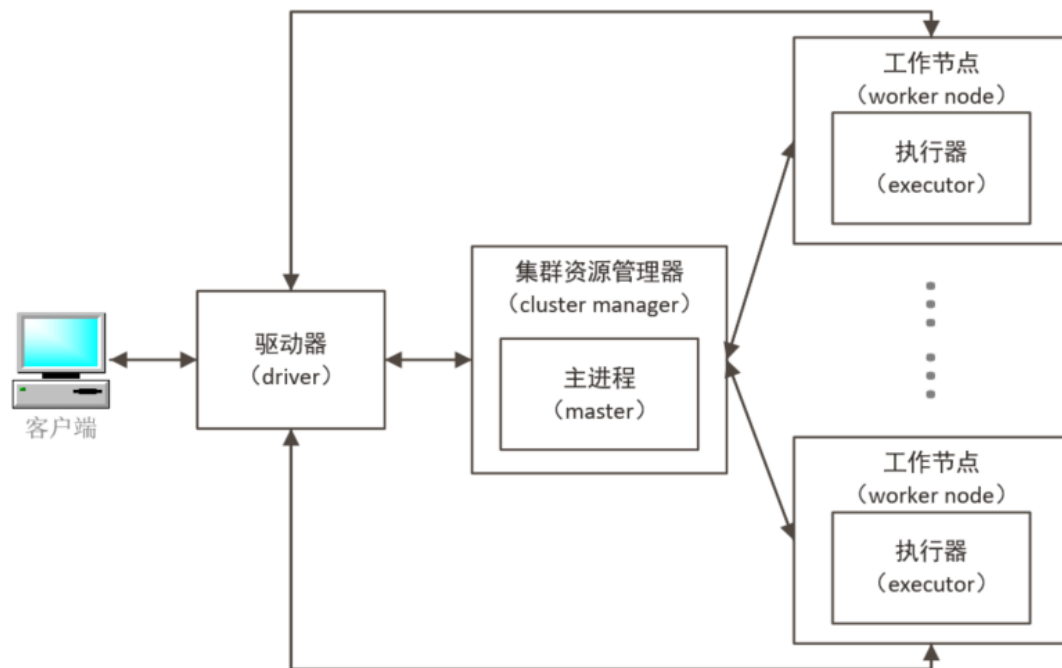 工作节点
（worker node）
执行器
（executor）
集群资源管理器
（cluster manager）
主进程
（master）
驱动器
（driver）
客户端
工作节点
（worker node）
执行器
（executor）